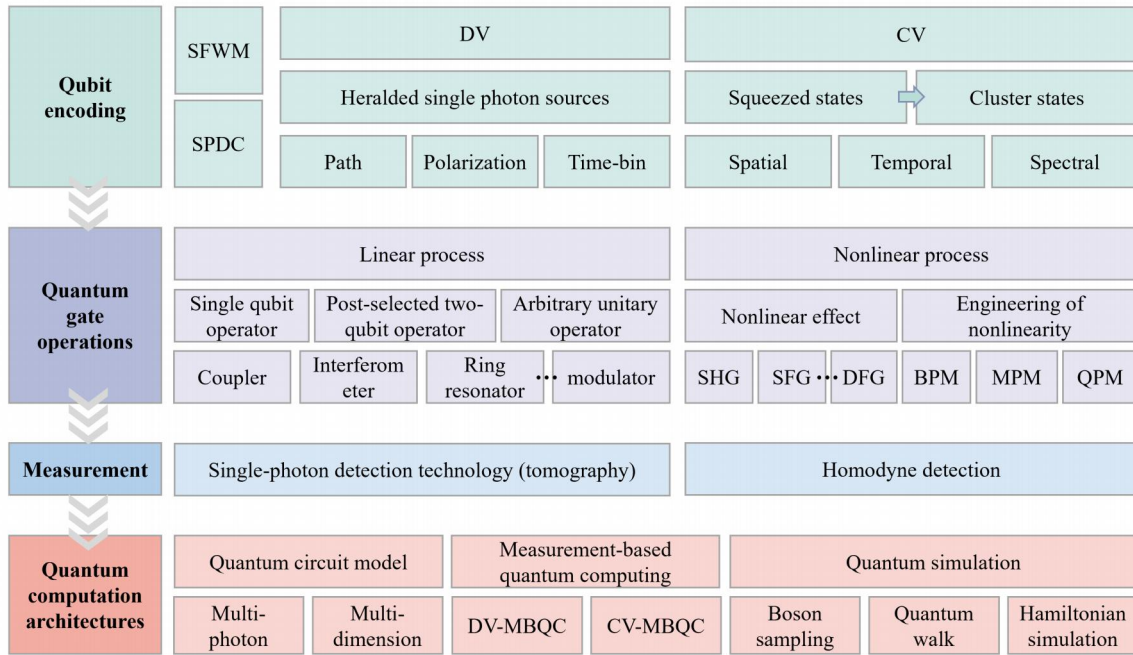 Qubit
encoding
SFWM
SPDC
DV
CV
Heralded single photon sources
Squeezed states
Cluster states
Path
Polarization
Time-bin
Spatial
Temporal
Spectral
Quantum
gate
operations
Linear process
Nonlinear process
Single qubit
operator
Post-selected two-
qubit operator
Arbitrary unitary
operator
Nonlinear effect
Engineering of
nonlinearity
Coupler
Interferom
eter
Ring
resonator
···
modulator
SHG
SFG
···
DFG
BPM
MPM
QPM
Measurement
Single-photon detection technology (tomography)
Homodyne detection
Quantum
computation
architectures
Quantum circuit model
Measurement-based
quantum computing
Quantum simulation
Multi-
photon
Multi-
dimension
DV-MBQC
CV-MBQC
Boson
sampling
Quantum
walk
Hamiltonian
simulation